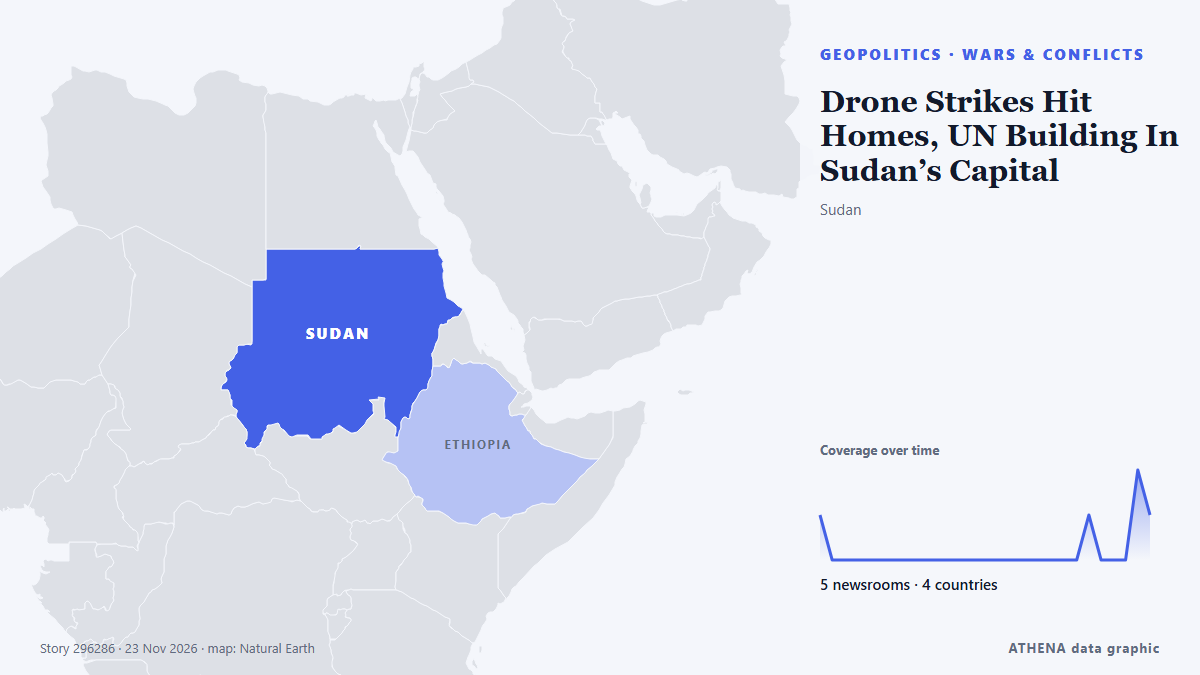 GEOPOLITICS · WARS & CONFLICTS
Drone Strikes Hit
Homes, UN Building In
Sudan’s Capital
Sudan
SUDAN
ETHIOPIA
Coverage over time
5 newsrooms · 4 countries
Story 296286 · 23 Nov 2026 · map: Natural Earth
ATHENA data graphic